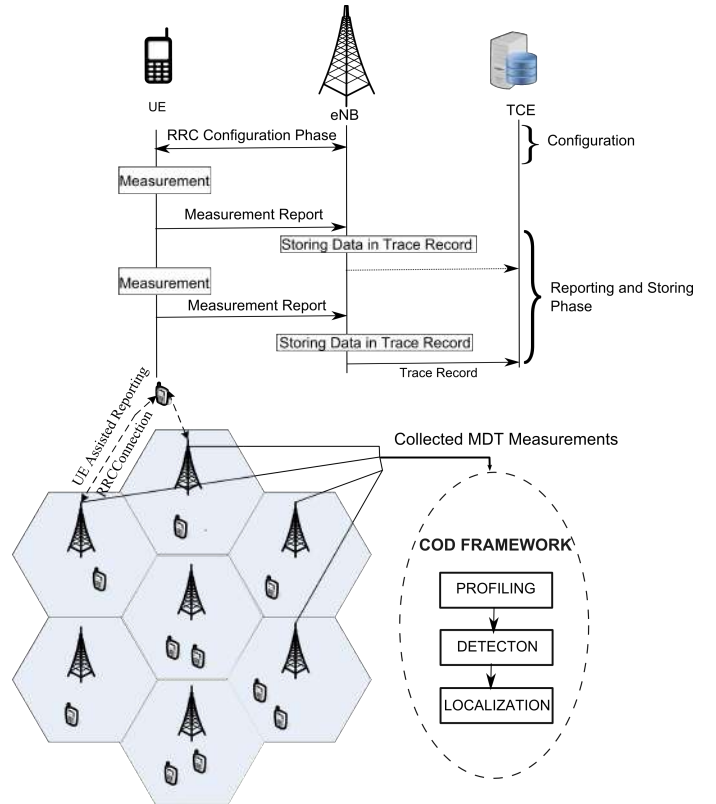 UE
eNB
TCE
RRC Configuration Phase
Configuration
Measurement
Measurement Report
Storing Data in Trace Record
Measurement
Reporting and Storing
Phase
Measurement Report
Storing Data in Trace Record
Trace Record
UE Assisted Reporting
RRCConnection
Collected MDT Measurements
COD FRAMEWORK
PROFILING
DETECTON
LOCALIZATION